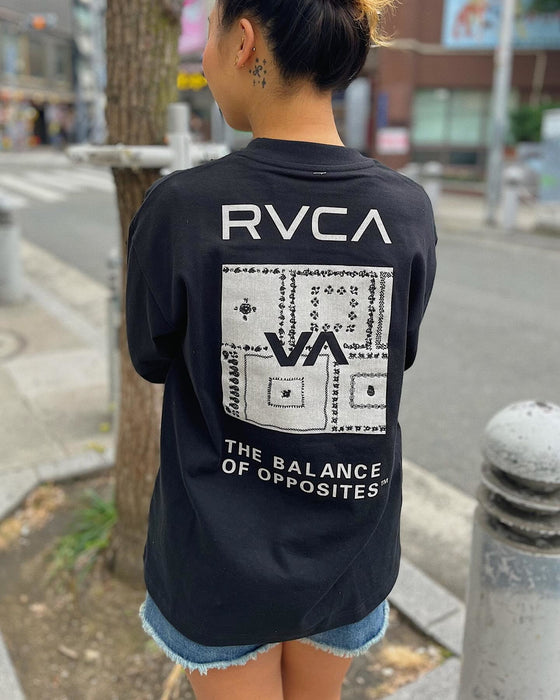 RVCA
VA
THE BALANCE
OF OPPOSITES™